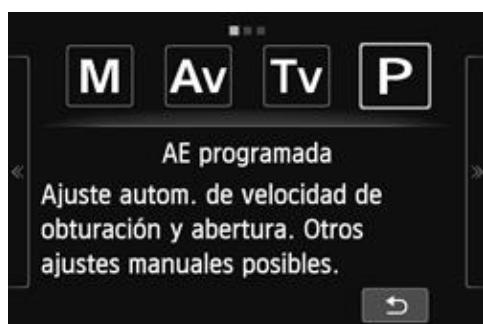 M Av Tv P
AE programada
Ajuste autom. de velocidad de
obturación y abertura. Otros
ajustes manuales posibles.